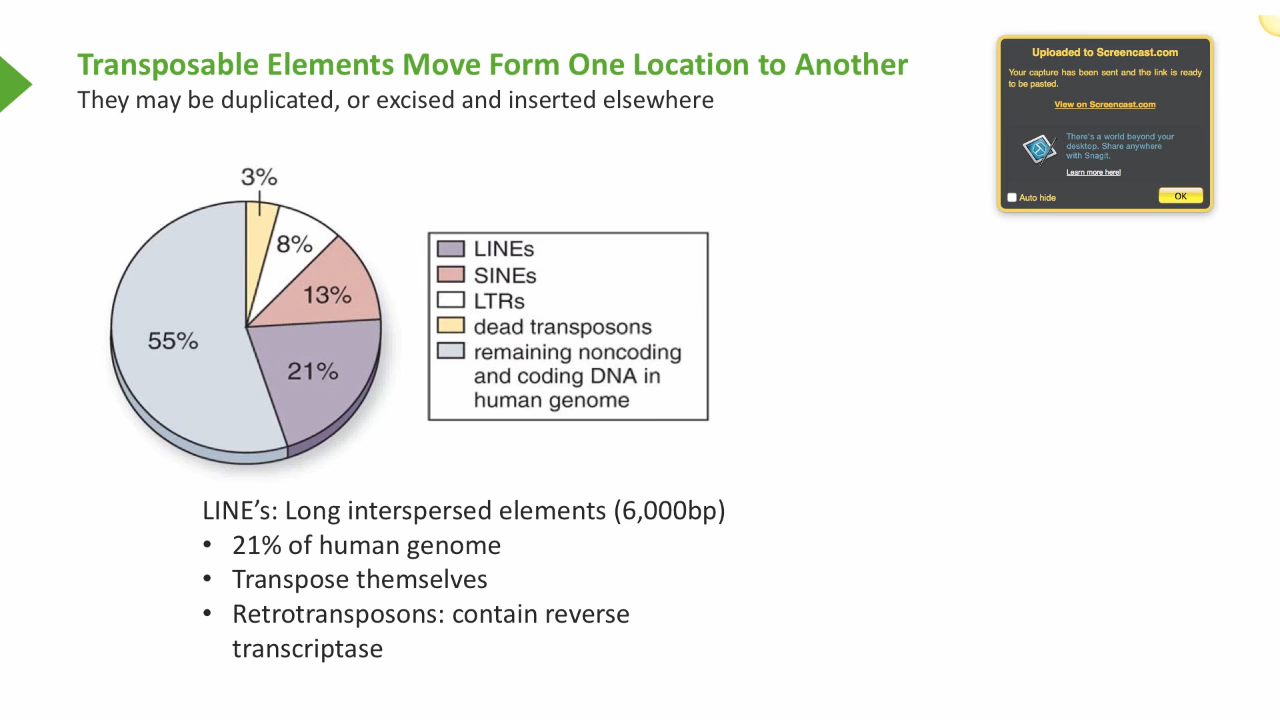 Transposable Elements Move Form One Location to Another
They may be duplicated, or excised and inserted elsewhere
Uploaded to Screencast.com
Your capture has been sent and the link is ready
to be pasted.
View on Screencast.com
There's a world beyond your
desktop. Share anywhere
with Snagit.
Learn more here!
Auto hide
OK
3%
8%
13%
21%
55%
LINEs
SINEs
LTRs
dead transposons
remaining noncoding
and coding DNA in
human genome
LINE’s: Long interspersed elements (6,000bp)
• 21% of human genome
• Transpose themselves
• Retrotransposons: contain reverse
transcriptase